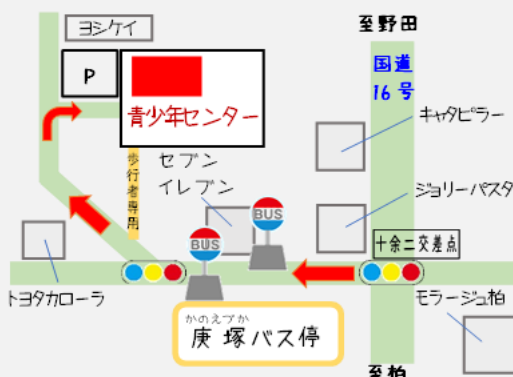 ヨシケイ
至野田
P
国道
16号
青少年センター
キャタピラー
歩行者専用
セブン
イレブン
ジョリーパスタ
BUS
BUS
十余二交差点
トヨタカローラ
モラージュ柏
かのえづか
庚塚バス停
至柏